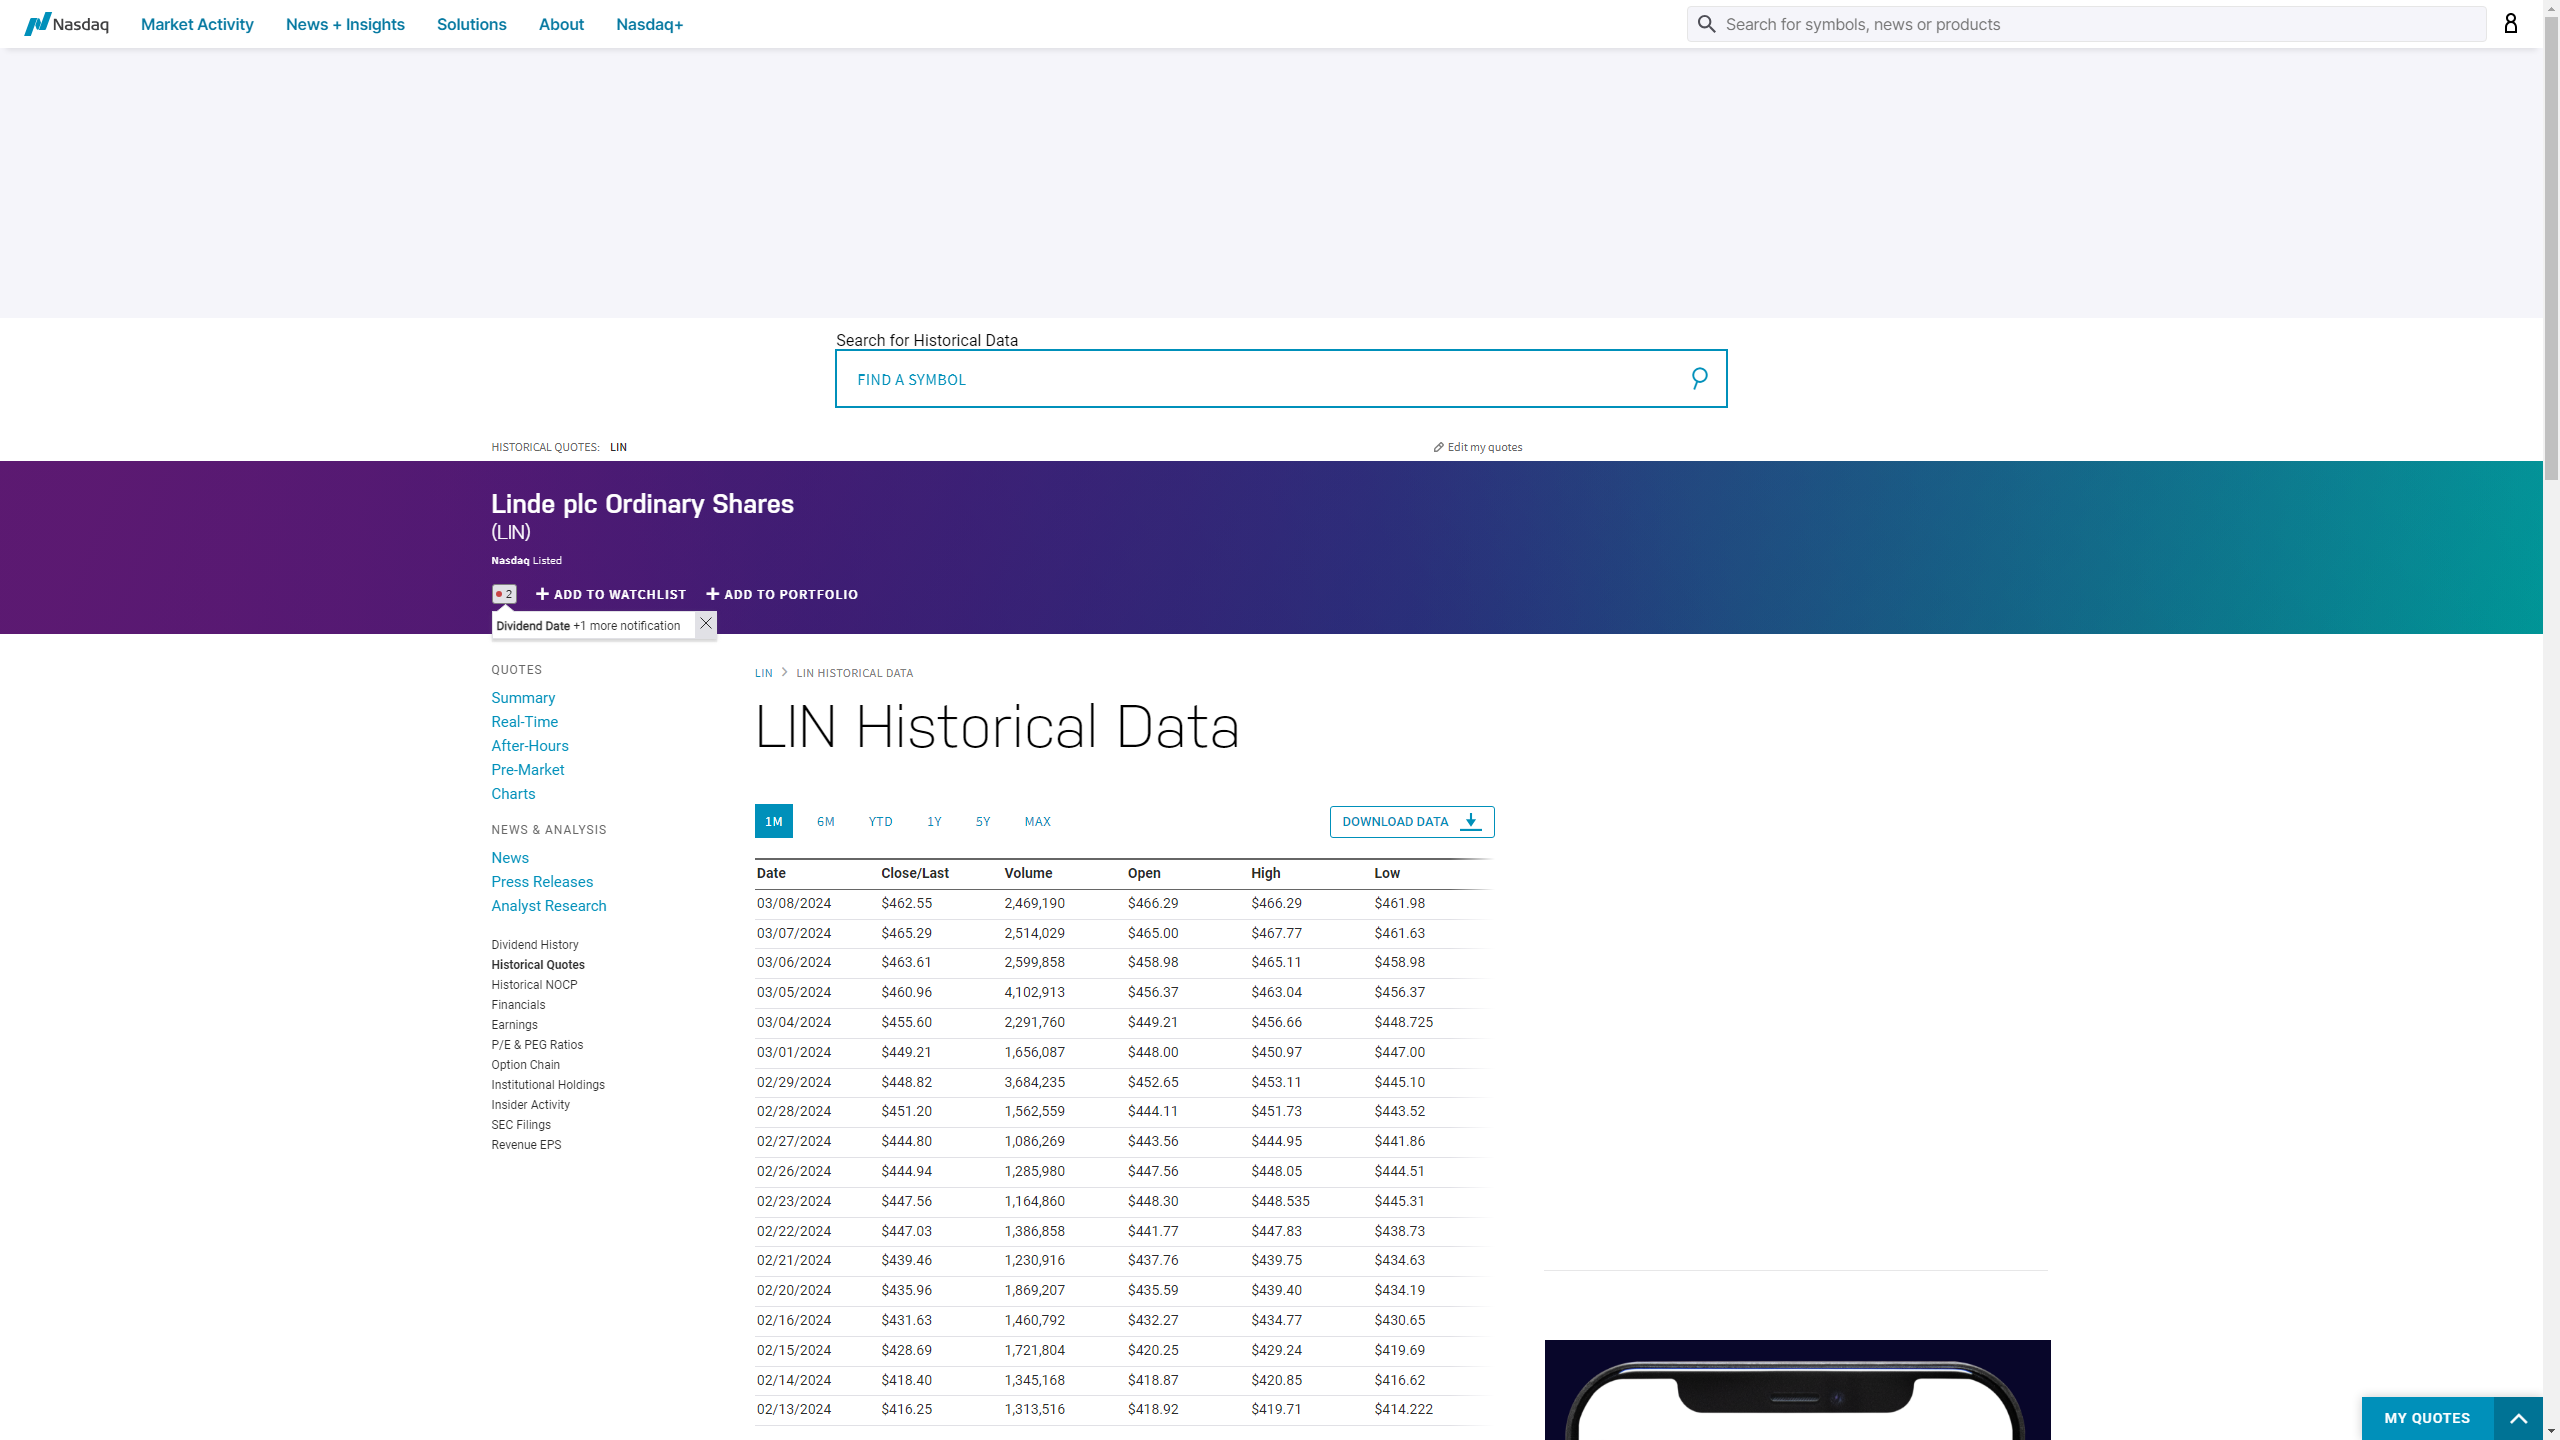 Nasdaq Market Activity News + Insights Solutions About Nasdaq+ Search for symbols, news or products
Search for Historical Data
FIND A SYMBOL
HISTORICAL QUOTES: LIN Edit my quotes
Linde plc Ordinary Shares
(LIN)
Nasdaq Listed
2 ADD TO WATCHLIST ADD TO PORTFOLIO
Dividend Date +1 more notification
QUOTES
Summary
Real-Time
After-Hours
Pre-Market
Charts
NEWS & ANALYSIS
News
Press Releases
Analyst Research
Dividend History
Historical Quotes
Historical NOCP
Financials
Earnings
P/E & PEG Ratios
Option Chain
Institutional Holdings
Insider Activity
SEC Filings
Revenue EPS
LIN > LIN HISTORICAL DATA
LIN Historical Data
1M 6M YTD 1Y 5Y MAX DOWNLOAD DATA
Date Close/Last Volume Open High Low
03/08/2024 $462.55 2,469,190 $466.29 $466.29 $461.98
03/07/2024 $465.29 2,514,029 $465.00 $467.77 $461.63
03/06/2024 $463.61 2,599,858 $458.98 $465.11 $458.98
03/05/2024 $460.96 4,102,913 $456.37 $463.04 $456.37
03/04/2024 $455.60 2,291,760 $449.21 $456.66 $448.725
03/01/2024 $449.21 1,656,087 $448.00 $450.97 $447.00
02/29/2024 $448.82 3,684,235 $452.65 $453.11 $445.10
02/28/2024 $451.20 1,562,559 $444.11 $451.73 $443.52
02/27/2024 $444.80 1,086,269 $443.56 $444.95 $441.86
02/26/2024 $444.94 1,285,980 $447.56 $448.05 $444.51
02/23/2024 $447.56 1,164,860 $448.30 $448.535 $445.31
02/22/2024 $447.03 1,386,858 $441.77 $447.83 $438.73
02/21/2024 $439.46 1,230,916 $437.76 $439.75 $434.63
02/20/2024 $435.96 1,869,207 $435.59 $439.40 $434.19
02/16/2024 $431.63 1,460,792 $432.27 $434.77 $430.65
02/15/2024 $428.69 1,721,804 $420.25 $429.24 $419.69
02/14/2024 $418.40 1,345,168 $418.87 $420.85 $416.62
02/13/2024 $416.25 1,313,516 $418.92 $419.71 $414.222
MY QUOTES